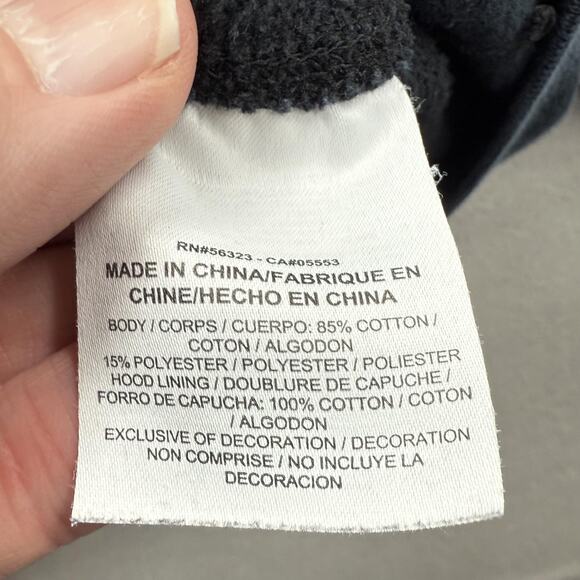 RN#56323 - CA#05553
MADE IN CHINA/FABRIQUE EN
CHINE/HECHO EN CHINA
BODY / CORPS / CUERPO: 85% COTTON /
COTON / ALGODON
15% POLYESTER / POLYESTER / POLIESTER
HOOD LINING / DOUBLURE DE CAPUCHE /
FORRO DE CAPUCHA: 100% COTTON / COTON
/ ALGODON
EXCLUSIVE OF DECORATION / DECORATION
NON COMPRISE / NO INCLUYE LA
DECORACION